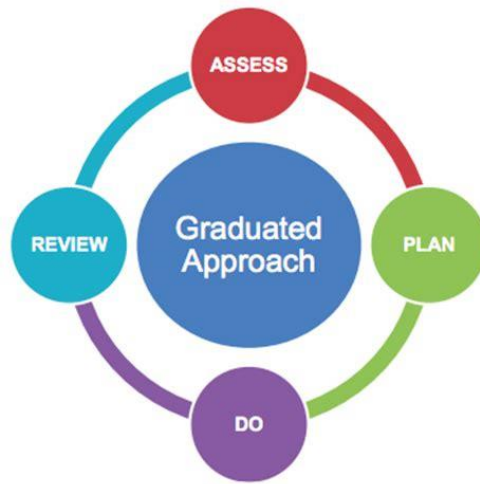 ASSESS
Graduated
Approach
PLAN
DO
REVIEW